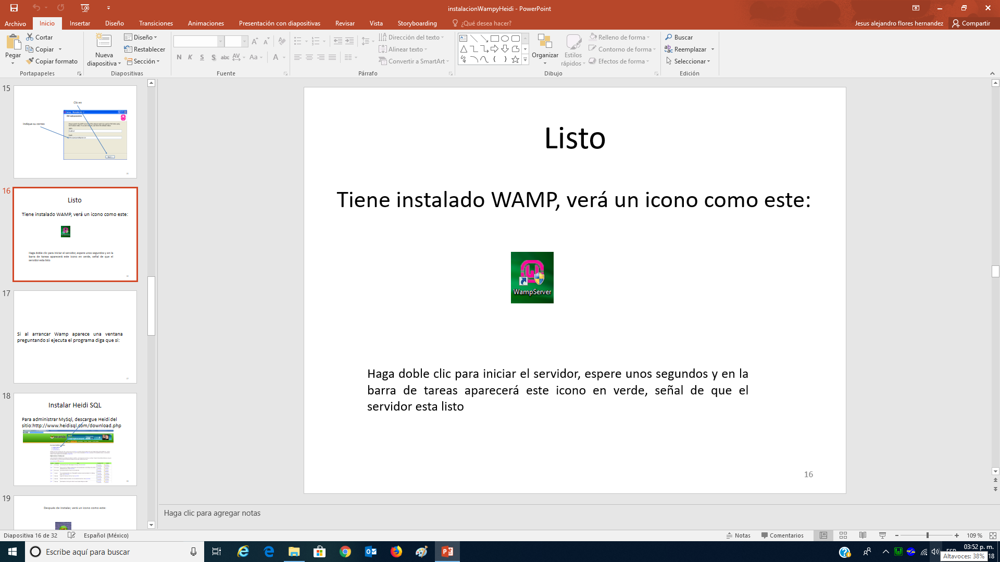 instalacionWampyHeidi - PowerPoint
Archivo Inicio Insertar Diseño Transiciones Animaciones Presentación con diapositivas Revisar Vista Storyboarding ¿Qué desea hacer? Jesus alejandro flores hernandez Compartir
Pegar
Cortar
Copiar
Copiar formato
Portapapeles
Nueva diapositiva
Diseño
Restablecer
Sección
Diapositivas
N K S S abc AV Aa A
Fuente
Dirección del texto
Alinear texto
Convertir a SmartArt
Párrafo
Organizar
Estilos rápidos
Relleno de forma
Contorno de forma
Efectos de forma
Dibujo
Buscar
Reemplazar
Seleccionar
Edición
15
Clic en
Indique su correo
16
Listo
Tiene instalado WAMP, verá un icono como este:
Haga doble clic para iniciar el servidor, espere unos segundos y en la
barra de tareas aparecerá este icono en verde, señal de que el
servidor esta listo
17
Si al arrancar Wamp aparece una ventana
preguntando si ejecuta el programa diga que si:
18
Instalar Heidi SQL
Para administrar MySql, descargue Heidi del
sitio:http://www.heidisql.com/download.php
19
Después de instalar, verá un icono como este:
Listo
Tiene instalado WAMP, verá un icono como este:
WampServer
Haga doble clic para iniciar el servidor, espere unos segundos y en la
barra de tareas aparecerá este icono en verde, señal de que el
servidor esta listo
16
Haga clic para agregar notas
Diapositiva 16 de 32 Español (México) Notas Comentarios 109 %
Escribe aquí para buscar
03:52 p. m.
Altavoces: 38%
18